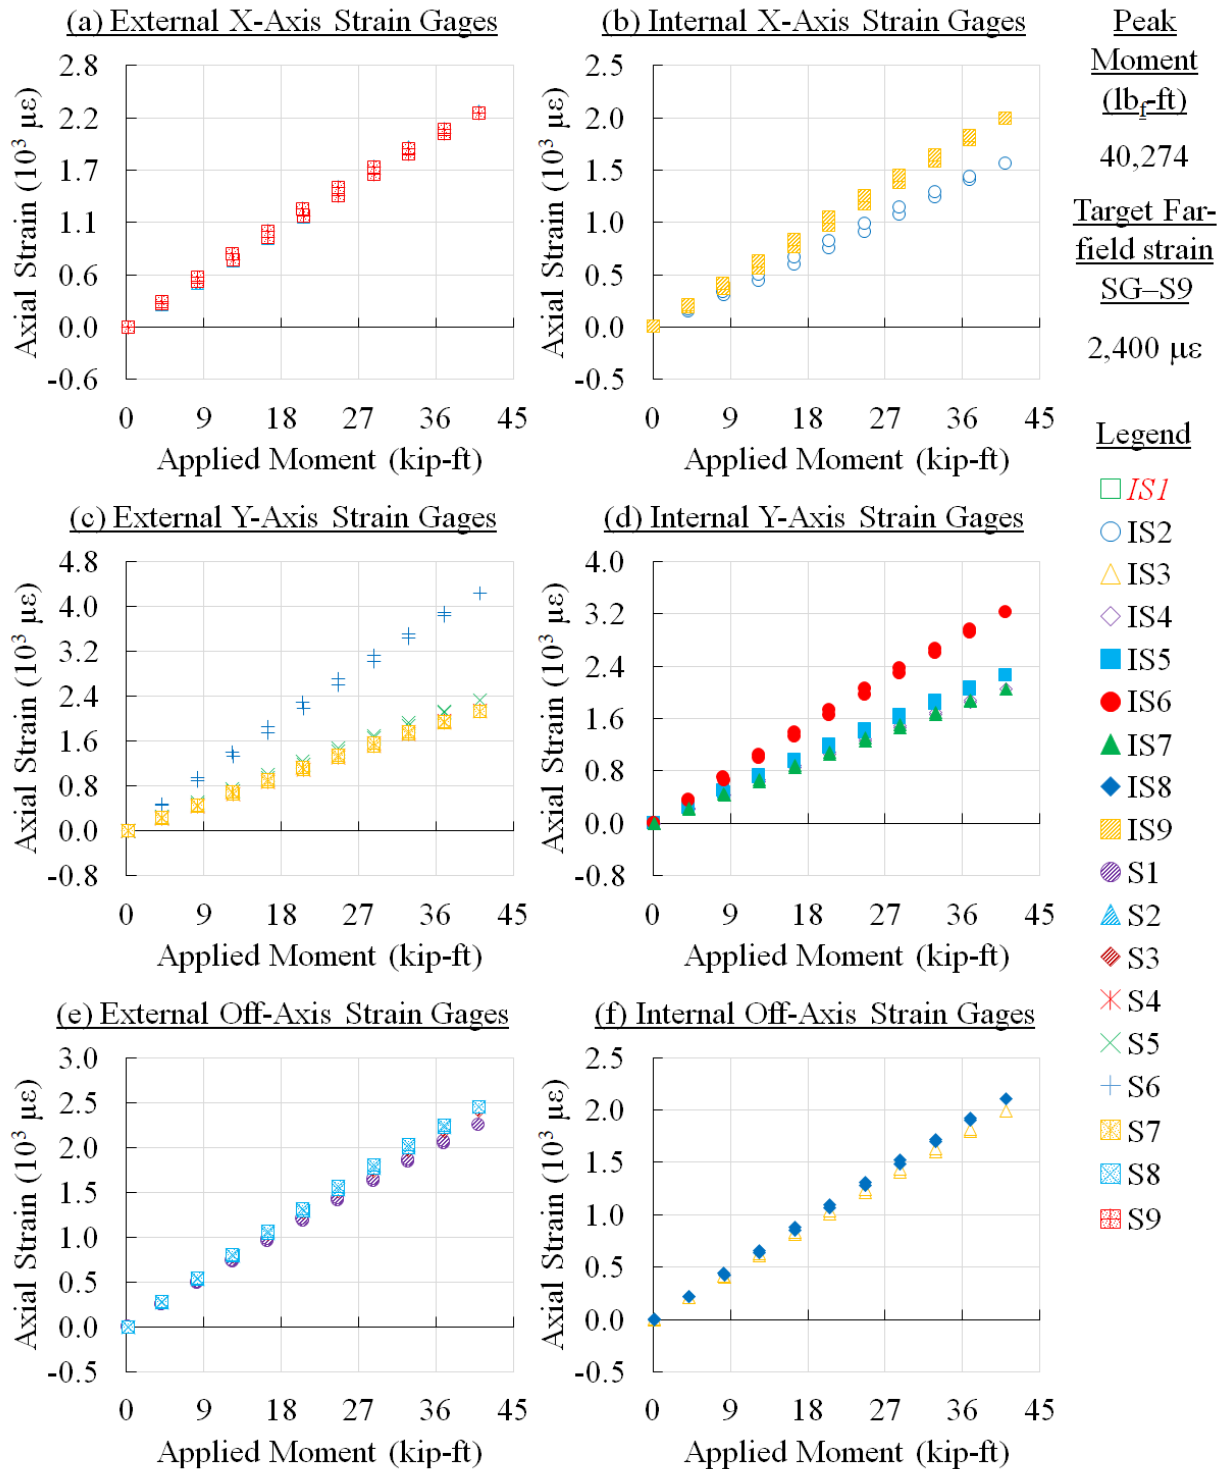 (a) External X-Axis Strain Gages
2.8
2.2
1.7
1.1
0.6
0.0
-0.6
Axial Strain (10³ με)
0 9 18 27 36 45
Applied Moment (kip-ft)
(b) Internal X-Axis Strain Gages
2.5
2.0
1.5
1.0
0.5
0.0
-0.5
Axial Strain (10³ με)
0 9 18 27 36 45
Applied Moment (kip-ft)
Peak
Moment
(lbf-ft)
40,274
Target Far-
field strain
SG–S9
2,400 με
(c) External Y-Axis Strain Gages
4.8
4.0
3.2
2.4
1.6
0.8
0.0
-0.8
Axial Strain (10³ με)
0 9 18 27 36 45
Applied Moment (kip-ft)
(d) Internal Y-Axis Strain Gages
4.0
3.2
2.4
1.6
0.8
0.0
-0.8
Axial Strain (10³ με)
0 9 18 27 36 45
Applied Moment (kip-ft)
(e) External Off-Axis Strain Gages
3.0
2.5
2.0
1.5
1.0
0.5
0.0
-0.5
Axial Strain (10³ με)
0 9 18 27 36 45
Applied Moment (kip-ft)
(f) Internal Off-Axis Strain Gages
2.5
2.0
1.5
1.0
0.5
0.0
-0.5
Axial Strain (10³ με)
0 9 18 27 36 45
Applied Moment (kip-ft)
Legend
IS1
IS2
IS3
IS4
IS5
IS6
IS7
IS8
IS9
S1
S2
S3
S4
S5
S6
S7
S8
S9